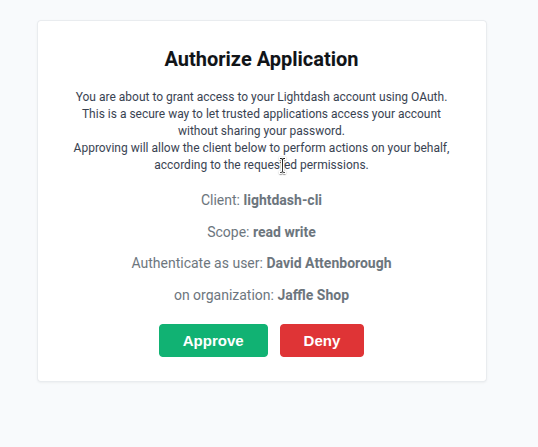 Authorize Application
You are about to grant access to your Lightdash account using OAuth.
This is a secure way to let trusted applications access your account
without sharing your password.
Approving will allow the client below to perform actions on your behalf,
according to the requested permissions.
Client: lightdash-cli
Scope: read write
Authenticate as user: David Attenborough
on organization: Jaffle Shop
Approve Deny